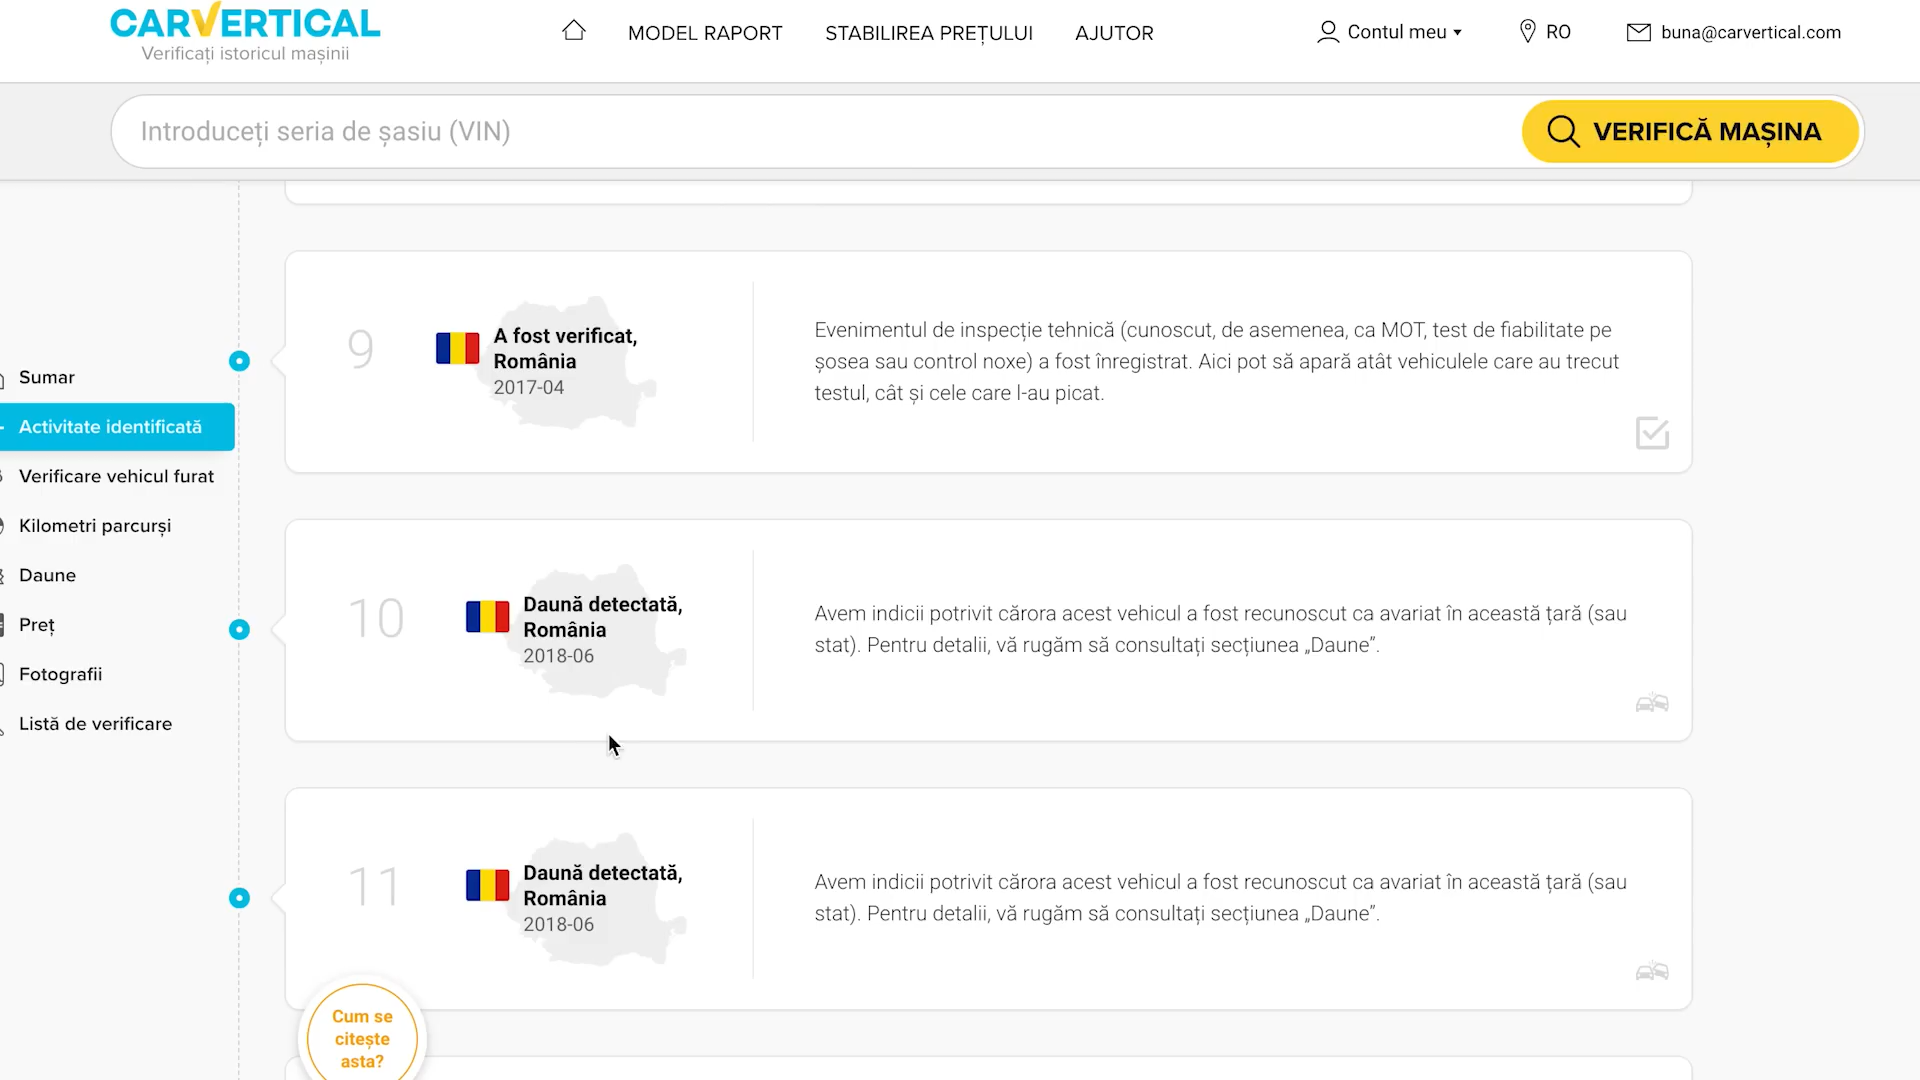 CARVERTICAL
Verificați istoricul mașinii
MODEL RAPORT
STABILIREA PREȚULUI
AJUTOR
Contul meu
RO
buna@carvertical.com
Introduceți seria de șasiu (VIN)
VERIFICĂ MAȘINA
Sumar
Activitate identificată
Verificare vehicul furat
Kilometri parcurși
Daune
Preț
Fotografii
Listă de verificare
9
A fost verificat,
România
2017-04
Evenimentul de inspecție tehnică (cunoscut, de asemenea, ca MOT, test de fiabilitate pe
șosea sau control noxe) a fost înregistrat. Aici pot să apară atât vehiculele care au trecut
testul, cât și cele care l-au picat.
10
Daună detectată,
România
2018-06
Avem indicii potrivit cărora acest vehicul a fost recunoscut ca avariat în această țară (sau
stat). Pentru detalii, vă rugăm să consultați secțiunea „Daune”.
11
Daună detectată,
România
2018-06
Avem indicii potrivit cărora acest vehicul a fost recunoscut ca avariat în această țară (sau
stat). Pentru detalii, vă rugăm să consultați secțiunea „Daune”.
Cum se
citește
asta?